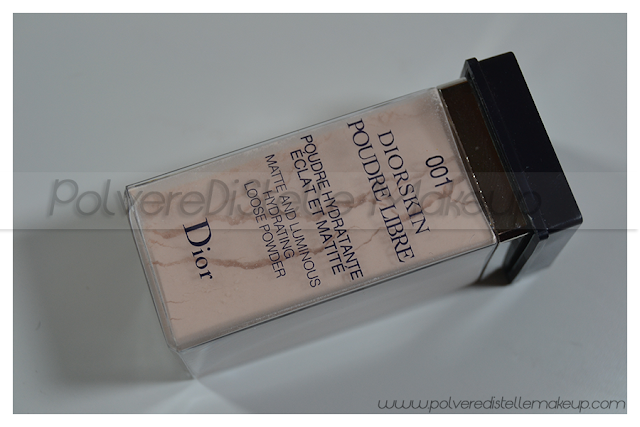 001
DIORSKIN
POUDRE LIBRE
POUDRE HYDRATANTE
ÉCLAT ET MATITÉ
MATTE AND LUMINOUS
HYDRATING
LOOSE POWDER
Dior
PolvereDiStelle Makeup
www.polveredistellemakeup.com